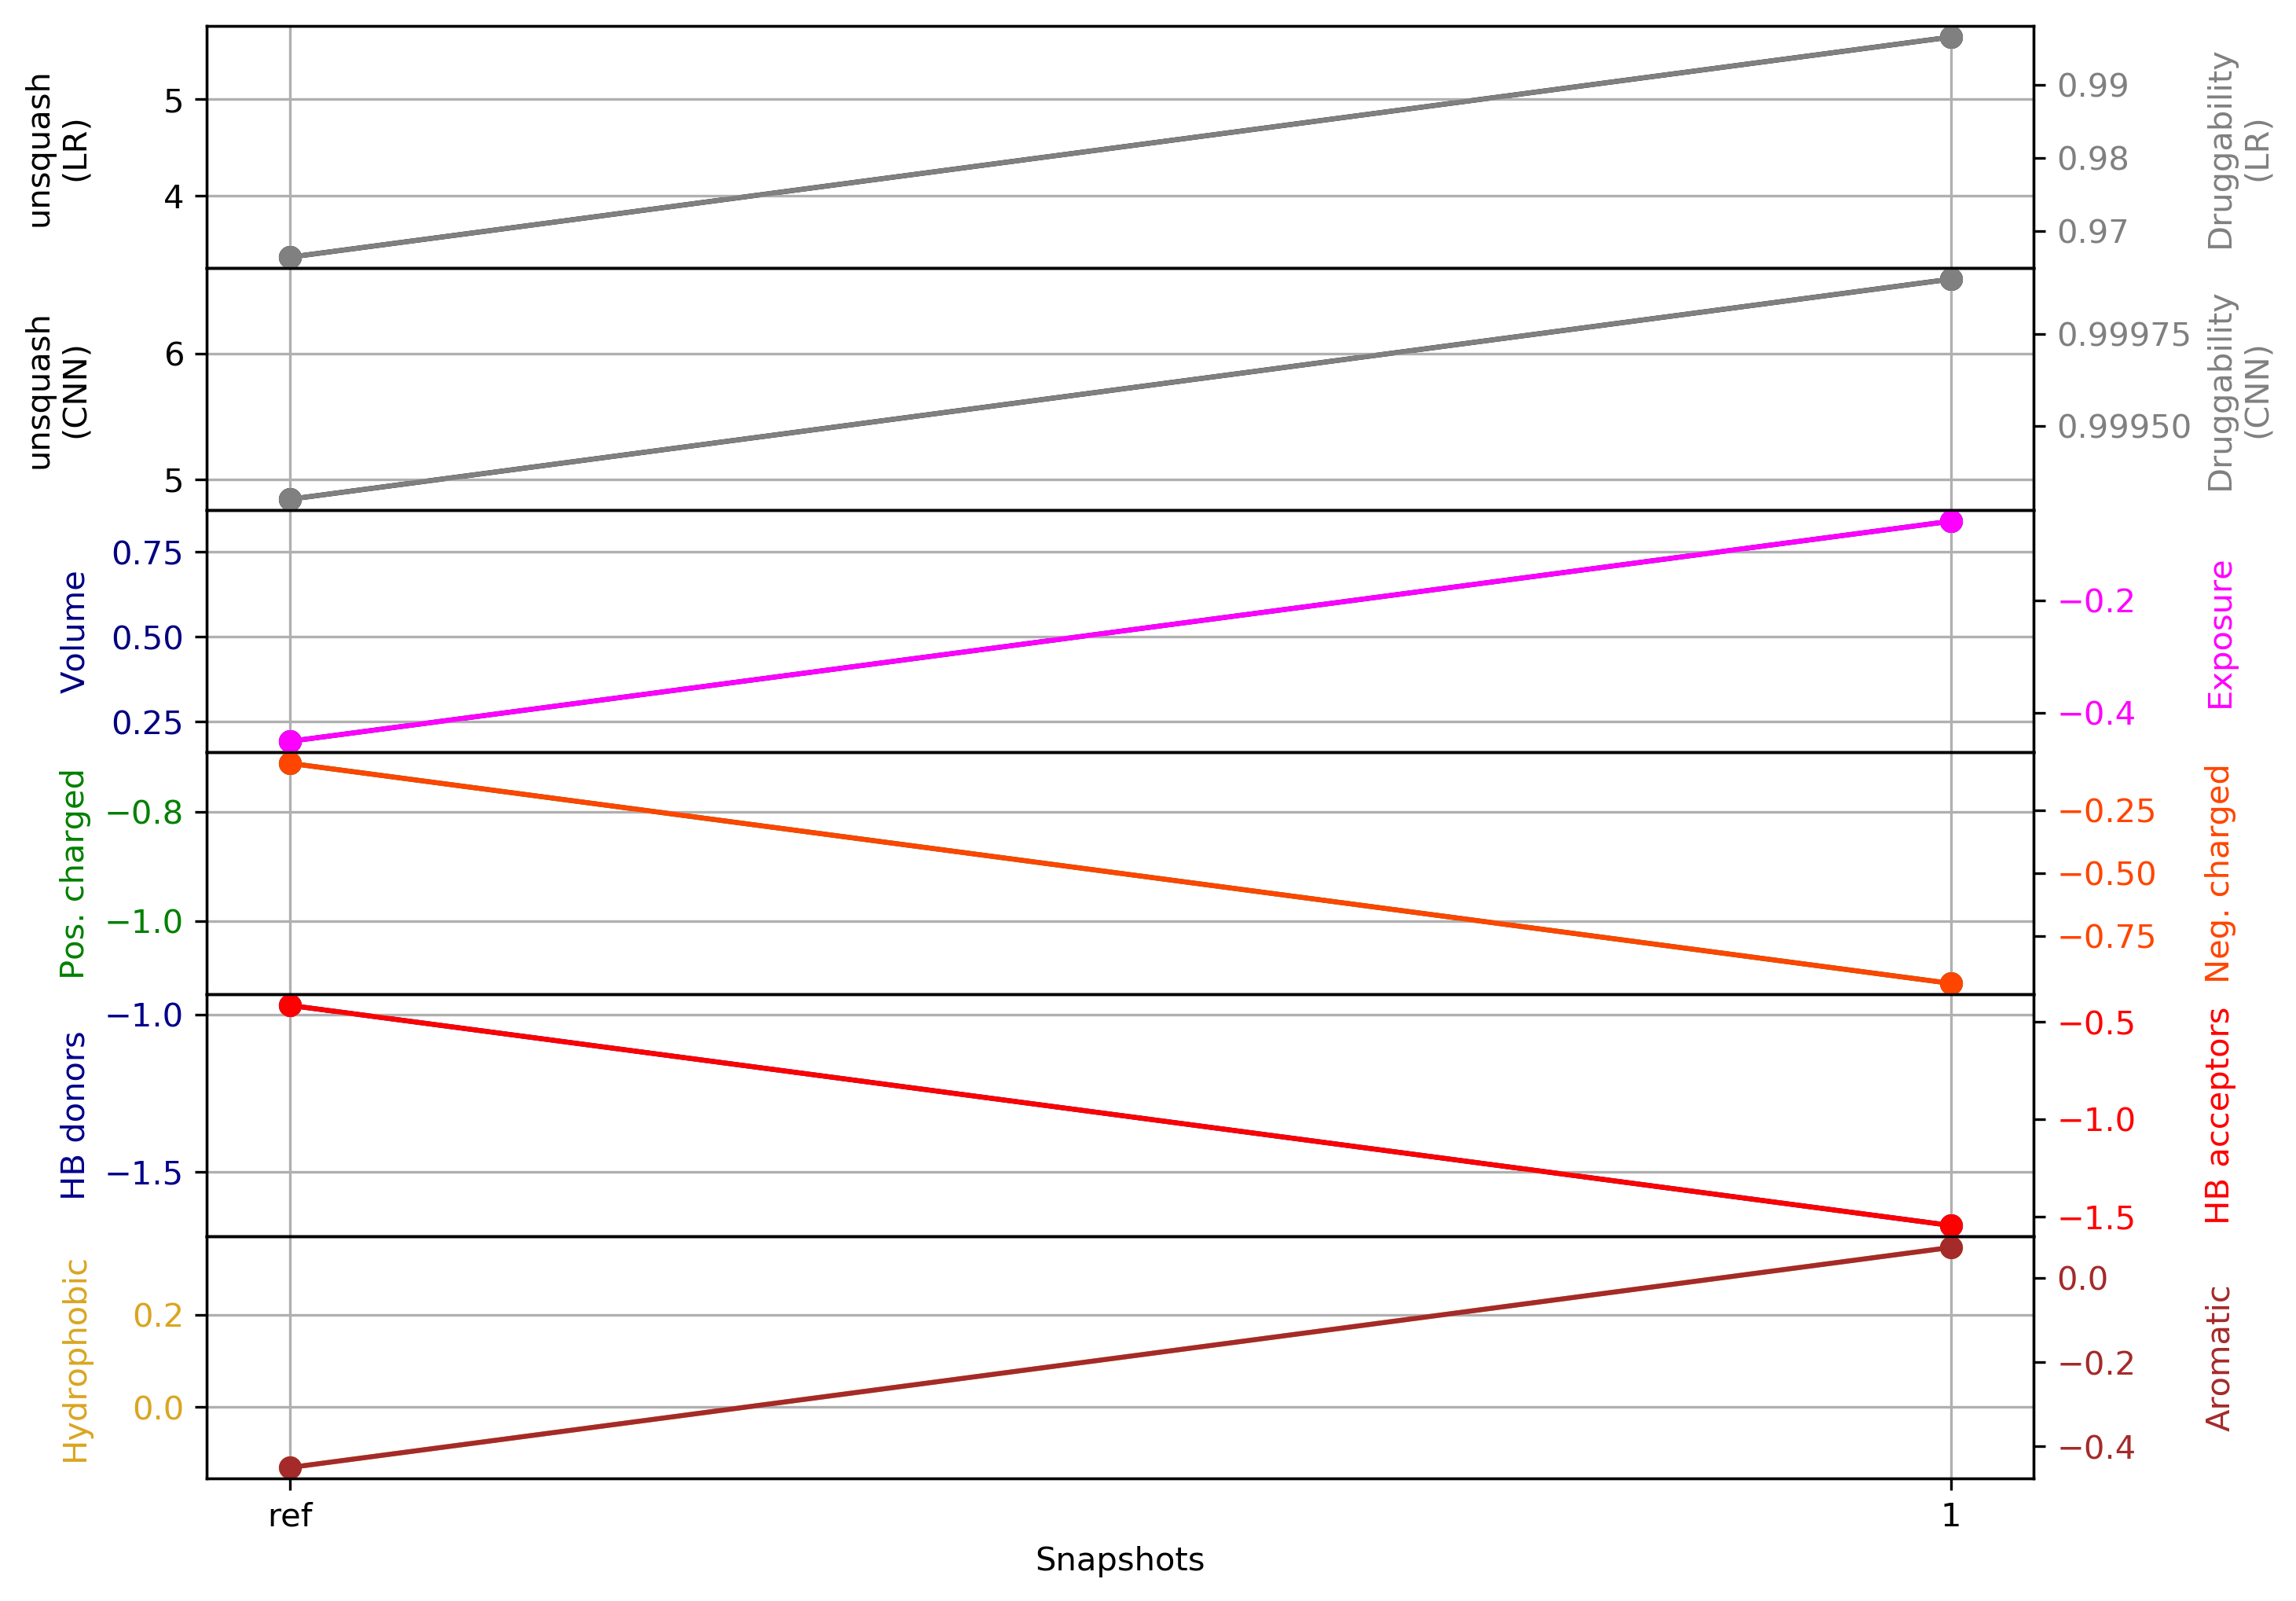 unsquash
(LR)
5
4
0.99
0.98
0.97
Druggability
(LR)
unsquash
(CNN)
6
5
0.99975
0.99950
Druggability
(CNN)
Volume
0.75
0.50
0.25
−0.2
−0.4
Exposure
Pos. charged
−0.8
−1.0
−0.25
−0.50
−0.75
Neg. charged
HB donors
−1.0
−1.5
−0.5
−1.0
−1.5
HB acceptors
Hydrophobic
0.2
0.0
0.0
−0.2
−0.4
Aromatic
ref
1
Snapshots